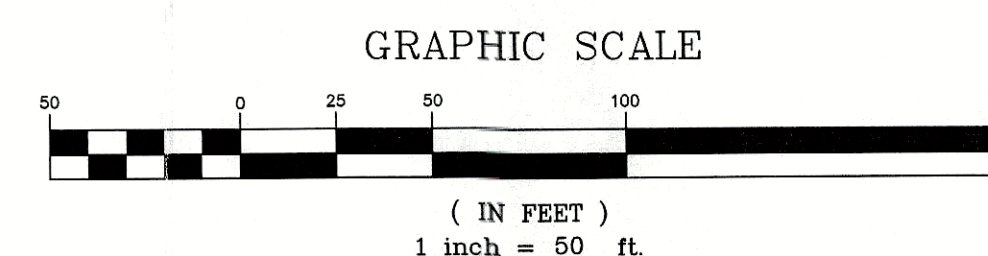 GRAPHIC SCALE
50 0 25 50 100
( IN FEET )
1 inch = 50 ft.